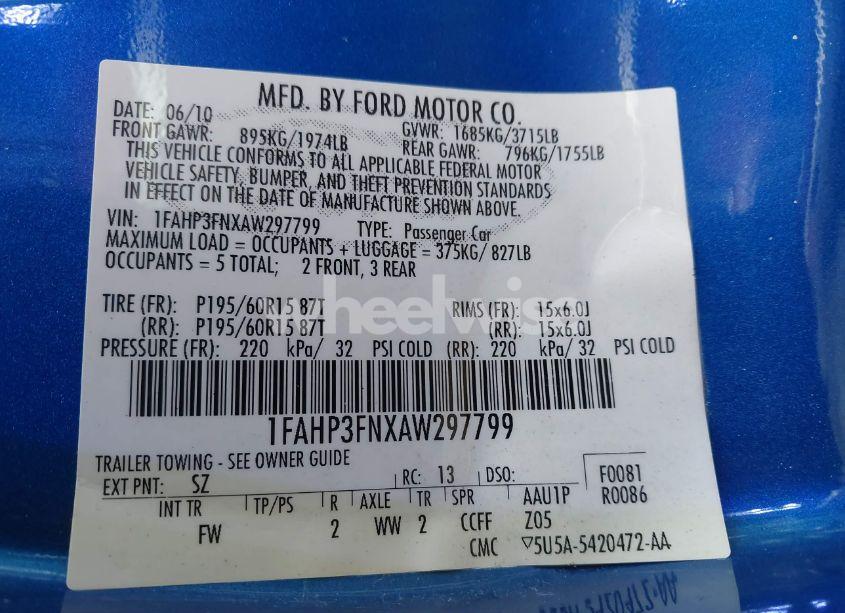 MFD. BY FORD MOTOR CO.
DATE: 06/10 GVWR: 1685KG/3715LB
FRONT GAWR: 895KG/1974LB REAR GAWR: 796KG/1755LB
THIS VEHICLE CONFORMS TO ALL APPLICABLE FEDERAL MOTOR
VEHICLE SAFETY, BUMPER, AND THEFT PREVENTION STANDARDS
IN EFFECT ON THE DATE OF MANUFACTURE SHOWN ABOVE.
VIN: 1FAHP3FNXAW297799 TYPE: Passenger Car
MAXIMUM LOAD = OCCUPANTS + LUGGAGE = 375KG/ 827LB
OCCUPANTS = 5 TOTAL; 2 FRONT, 3 REAR
TIRE (FR): P195/60R15 87T RIMS (FR): 15x6.0J
(RR): P195/60R15 87T (RR): 15x6.0J
PRESSURE (FR): 220 kPa/ 32 PSI COLD (RR): 220 kPa/ 32 PSI COLD
heelwise
1FAHP3FNXAW297799
TRAILER TOWING - SEE OWNER GUIDE
EXT PNT: SZ RC: 13 DSO: F0081
INT TR TP/PS R AXLE TR SPR AAU1P R0086
FW 2 WW 2 CCFF Z05
CMC ▽5U5A-5420472-AA